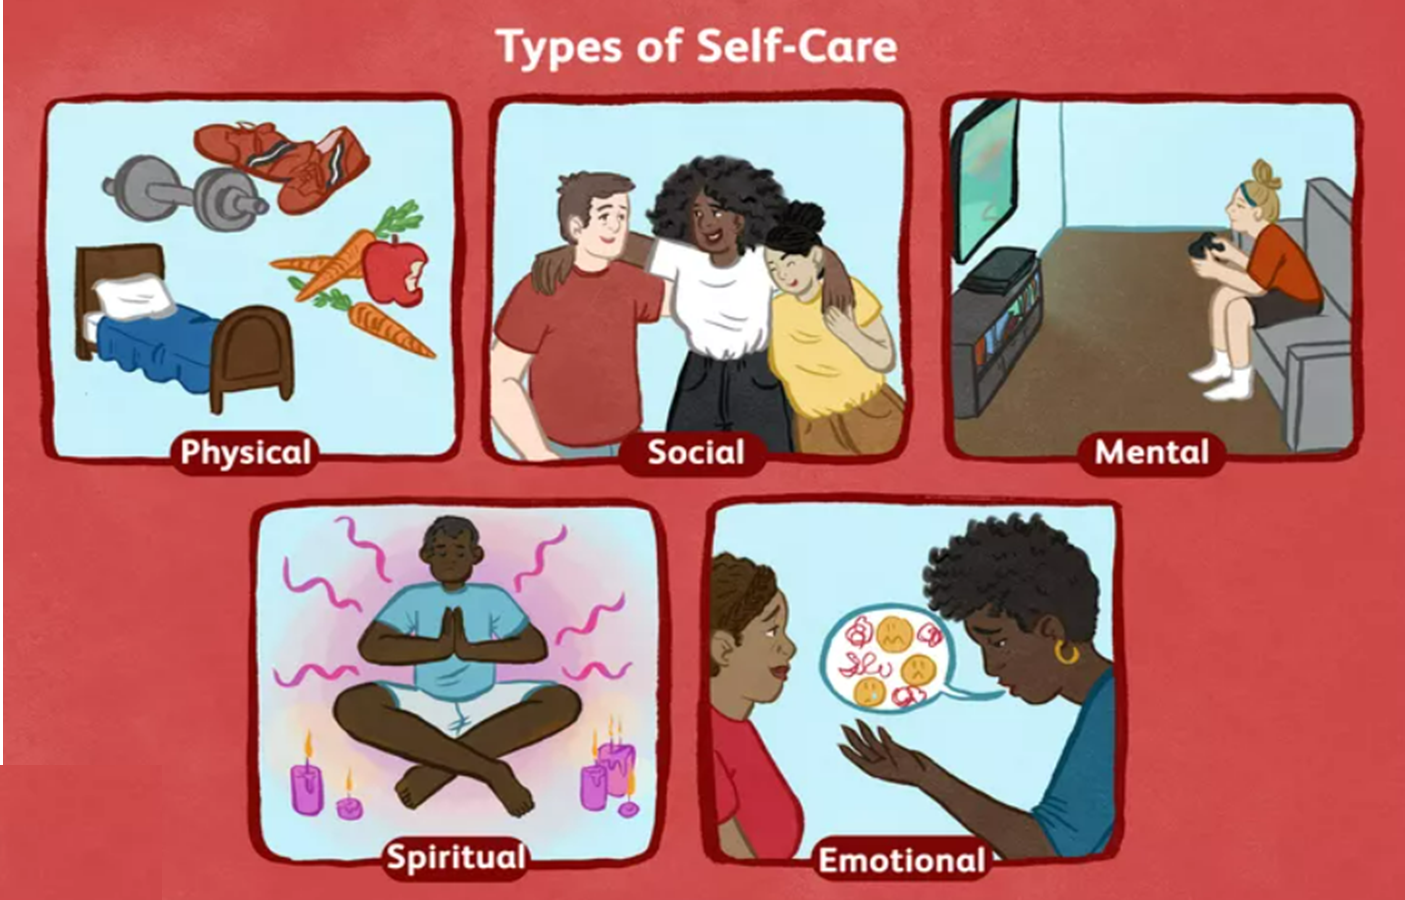 Types of Self-Care
Physical
Social
Mental
Spiritual
Emotional